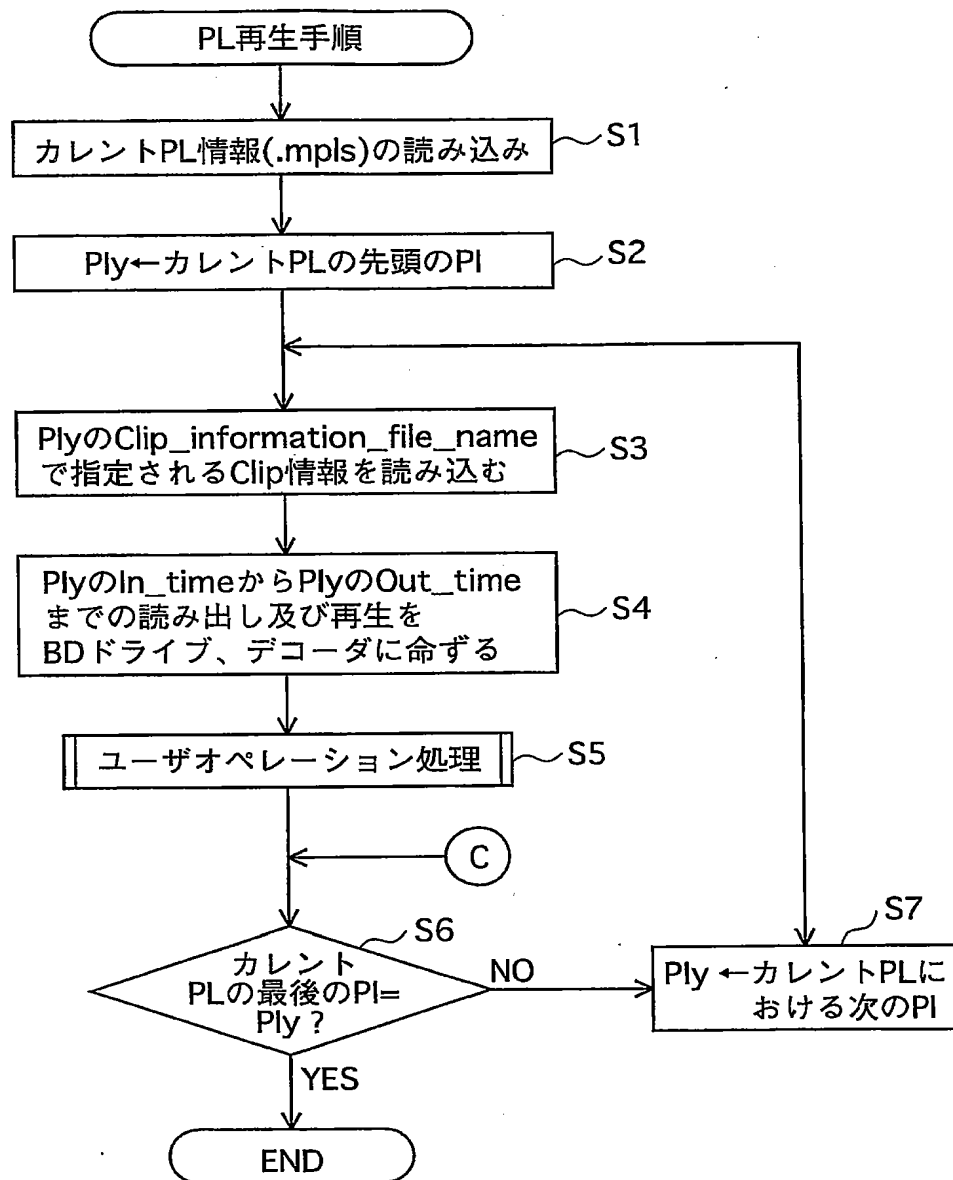 PL再生手順
カレントPL情報(.mpls)の読み込み
S1
PIy←カレントPLの先頭のPI
S2
PIyのClip_information_file_name
で指定されるClip情報を読み込む
S3
PIyのIn_timeからPIyのOut_time
までの読み出し及び再生を
BDドライブ、デコーダに命ずる
S4
ユーザオペレーション処理
S5
C
S6
カレント
PLの最後のPI=
PIy?
NO
YES
S7
PIy←カレントPLに
おける次のPI
END